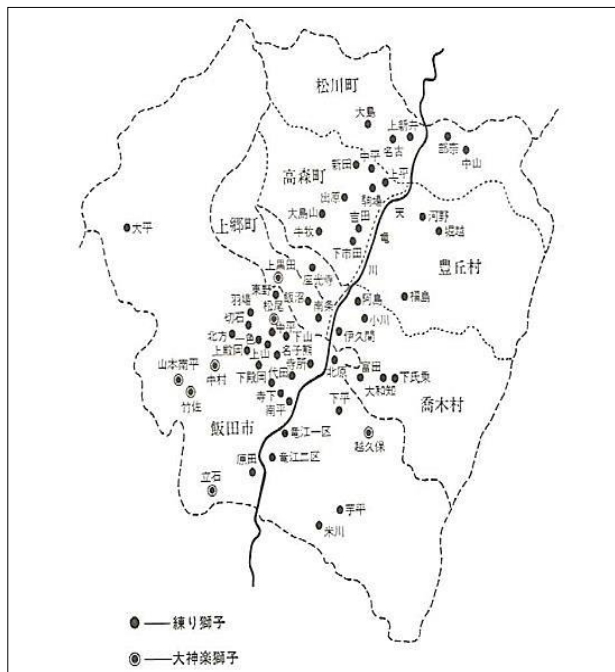 松川町
大島
上新井
名古
部奈
中山
中平
新田
高森町
上平
出原
駒場
大島山
吉田
天
河野
大平
牛牧
竜
堀越
上郷町
下市田
川
豊丘村
上黒田
座光寺
東野
飯沼
阿島
福島
羽場
松尾
南条
小川
切石
中平
下山
伊久間
北方
一色
名子熊
上殿岡
上山
寺所
北原
富田
下氏乗
山本南平
中村
下殿岡
代田
大和知
喬木村
竹佐
寺下
下平
南平
飯田市
竜江一区
越久保
原田
竜江二区
立石
芋平
米川
練り獅子
大神楽獅子